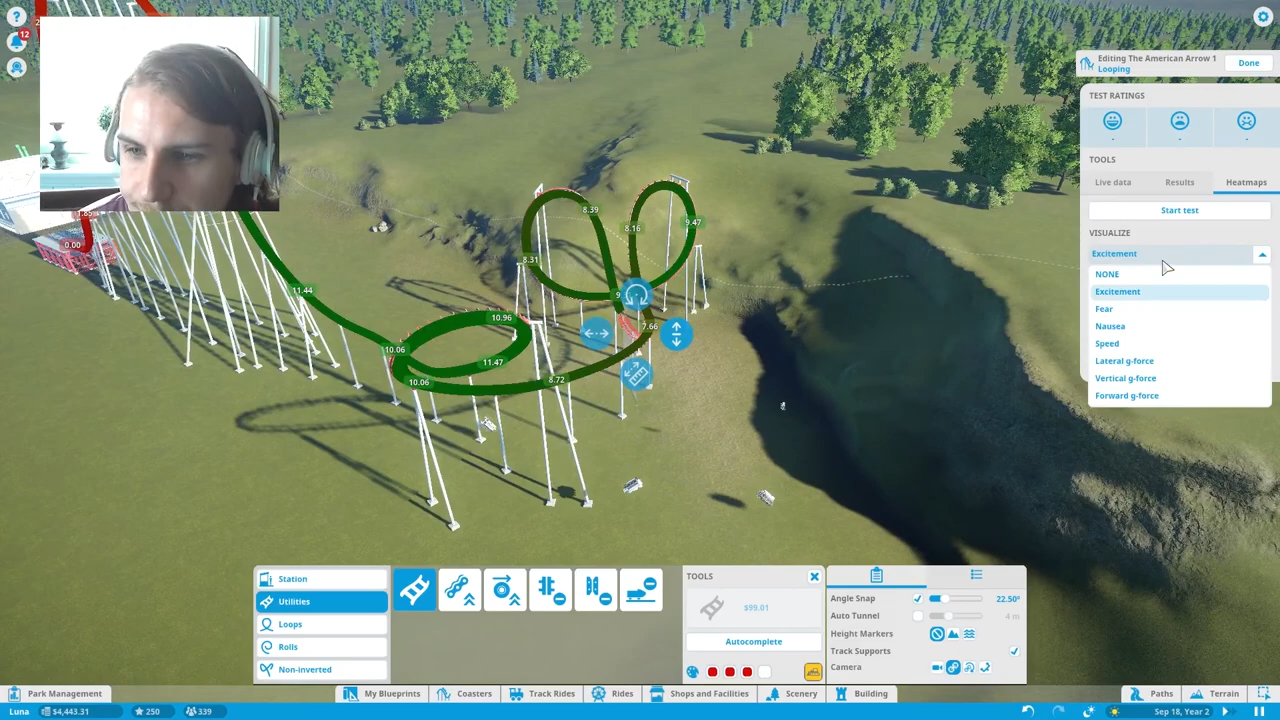 12
Editing The American Arrow 1
Looping
Done
TEST RATINGS
- - -
TOOLS
Live data Results Heatmaps
Start test
VISUALIZE
Excitement
NONE
Excitement
Fear
Nausea
Speed
Lateral g-force
Vertical g-force
Forward g-force
1.85
0.00
11.44
8.39
8.16
9.47
8.31
7.66
10.96
10.06
11.47
10.06
8.72
Station
Utilities
Loops
Rolls
Non-inverted
TOOLS
$99.01
Autocomplete
Angle Snap 22.50°
Auto Tunnel 4 m
Height Markers
Track Supports
Camera
Park Management My Blueprints Coasters Track Rides Rides Shops and Facilities Scenery Building Paths Terrain
Luna $4,443.31 250 339 Sep 18, Year 2